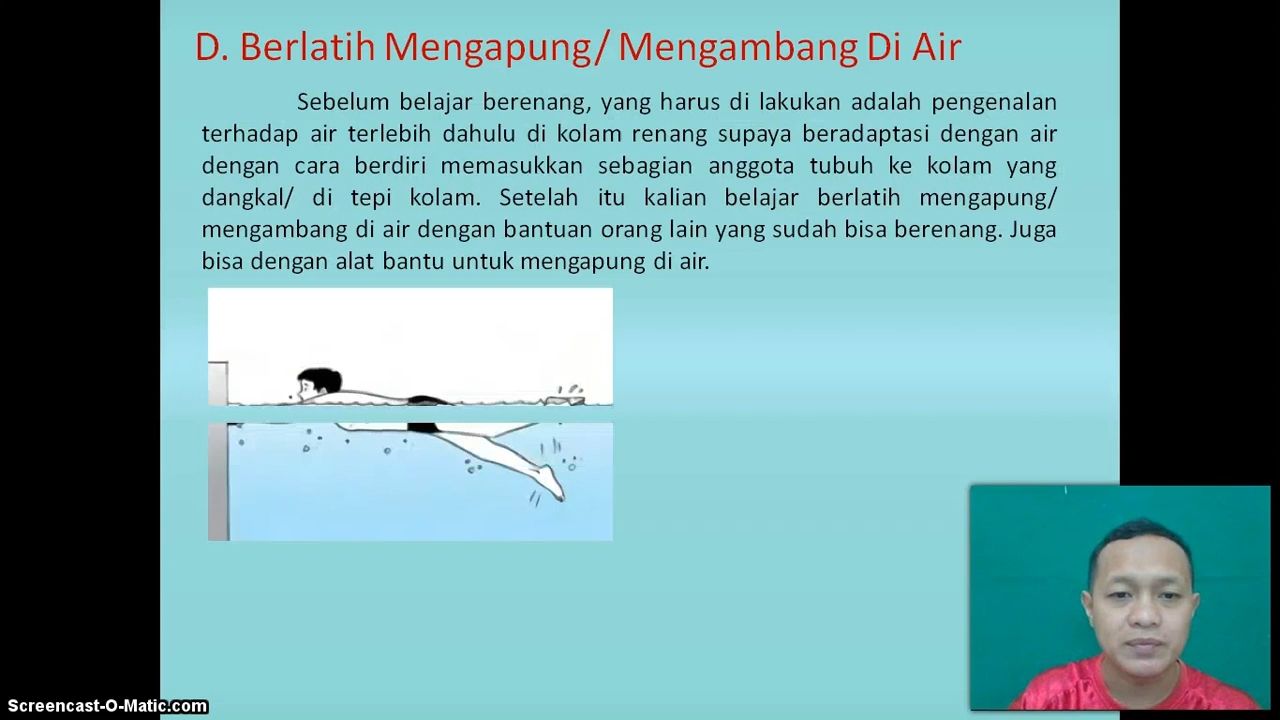 D. Berlatih Mengapung/ Mengambang Di Air
Sebelum belajar berenang, yang harus di lakukan adalah pengenalan
terhadap air terlebih dahulu di kolam renang supaya beradaptasi dengan air
dengan cara berdiri memasukkan sebagian anggota tubuh ke kolam yang
dangkal/ di tepi kolam. Setelah itu kalian belajar berlatih mengapung/
mengambang di air dengan bantuan orang lain yang sudah bisa berenang. Juga
bisa dengan alat bantu untuk mengapung di air.
Screencast-O-Matic.com